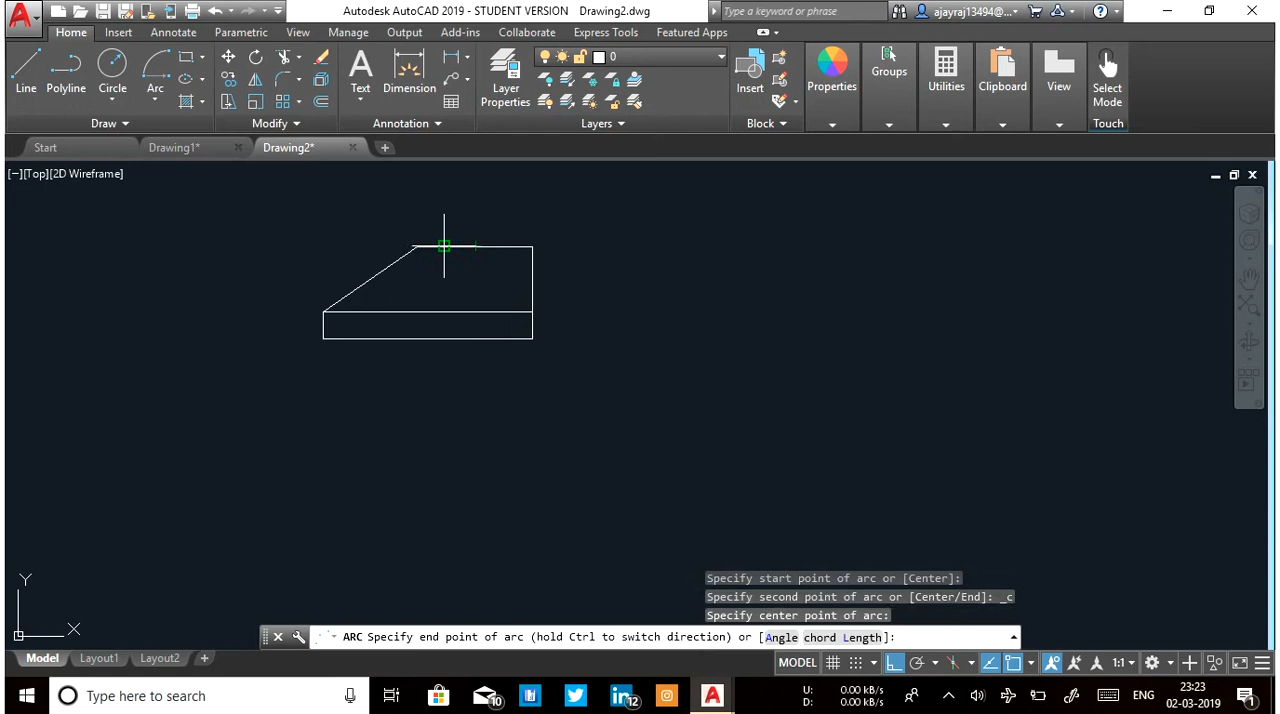 Autodesk AutoCAD 2019 - STUDENT VERSION Drawing2.dwg
Type a keyword or phrase
ajayraj13494@...
Home Insert Annotate Parametric View Manage Output Add-ins Collaborate Express Tools Featured Apps
0
Line Polyline Circle Arc
Text Dimension
Layer Properties
Insert
Properties Groups Utilities Clipboard View
Select Mode
Draw Modify Annotation Layers Block Touch
Start Drawing1* Drawing2*
[−][Top][2D Wireframe]
Y
X
Specify start point of arc or [Center]:
Specify second point of arc or [Center/End]: _c
Specify center point of arc:
ARC Specify end point of arc (hold Ctrl to switch direction) or [Angle chord Length]:
Model Layout1 Layout2
MODEL 1:1
Type here to search
10
12
U: 0.00 kB/s
D: 0.00 kB/s
ENG
23:23
02-03-2019
1